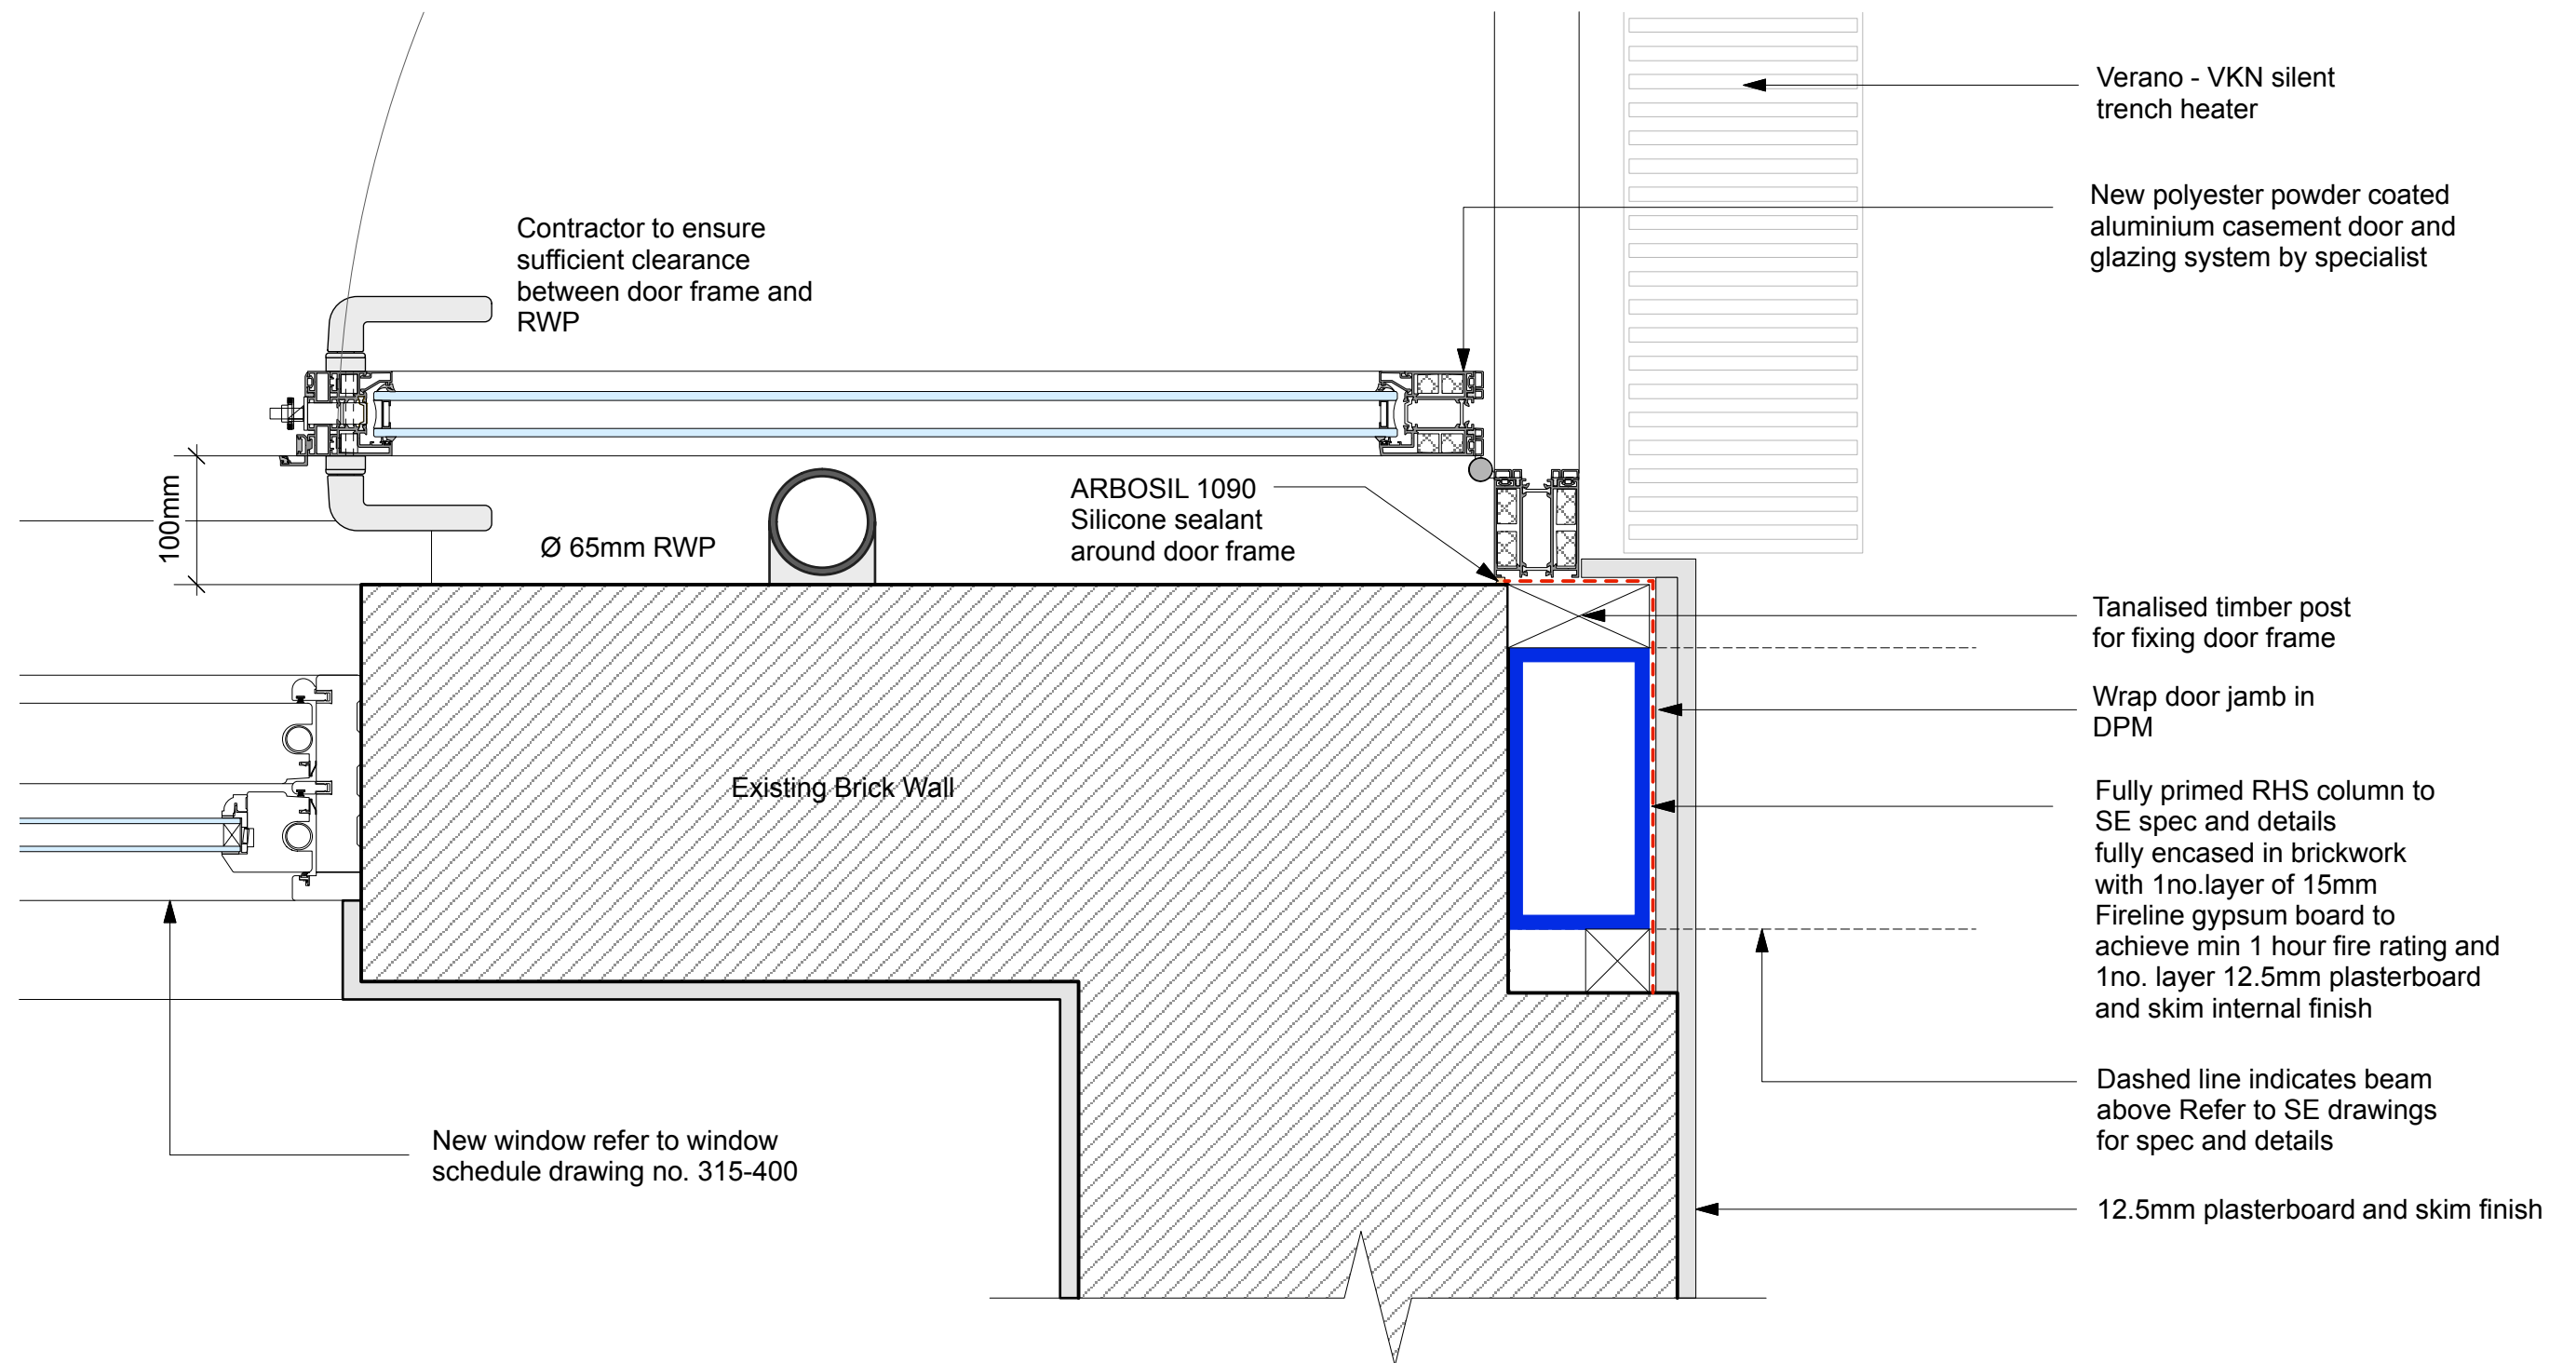 Verano - VKN silent
trench heater
New polyester powder coated
aluminium casement door and
glazing system by specialist
Contractor to ensure
sufficient clearance
between door frame and
RWP
100mm
Ø 65mm RWP
ARBOSIL 1090
Silicone sealant
around door frame
Tanalised timber post
for fixing door frame
Wrap door jamb in
DPM
Existing Brick Wall
Fully primed RHS column to
SE spec and details
fully encased in brickwork
with 1no.layer of 15mm
Fireline gypsum board to
achieve min 1 hour fire rating and
1no. layer 12.5mm plasterboard
and skim internal finish
Dashed line indicates beam
above Refer to SE drawings
for spec and details
New window refer to window
schedule drawing no. 315-400
12.5mm plasterboard and skim finish